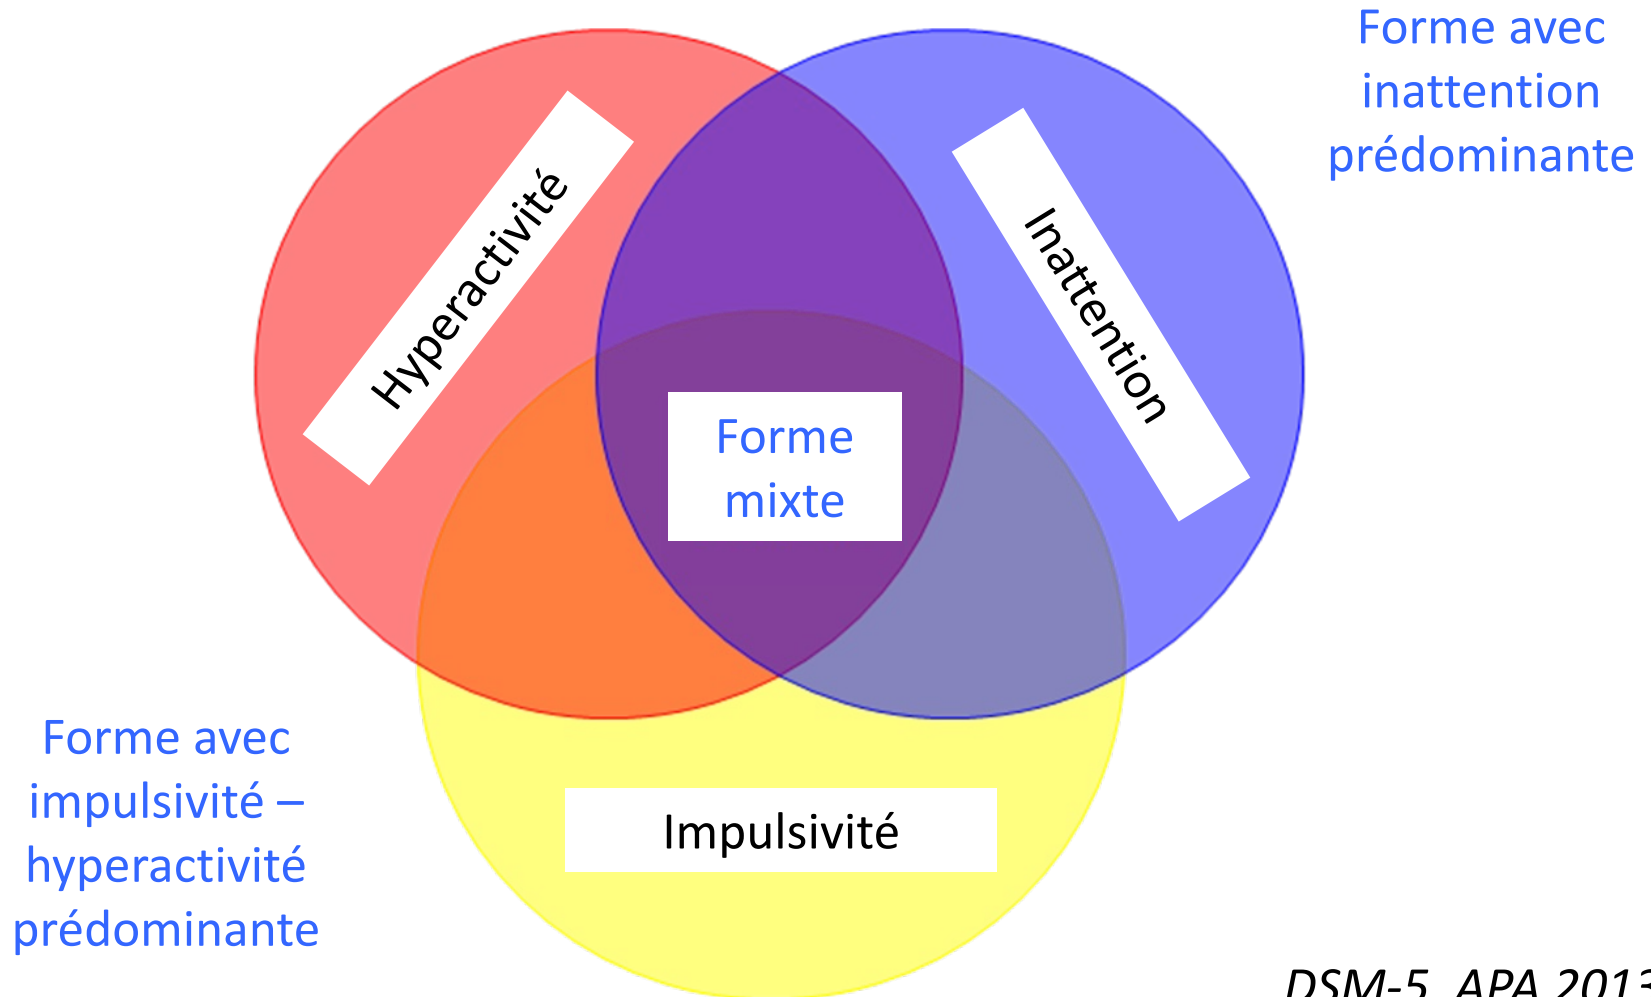 Forme avec
inattention
prédominante
Hyperactivité
Inattention
Forme
mixte
Forme avec
impulsivité –
hyperactivité
prédominante
Impulsivité
DSM-5, APA 2013